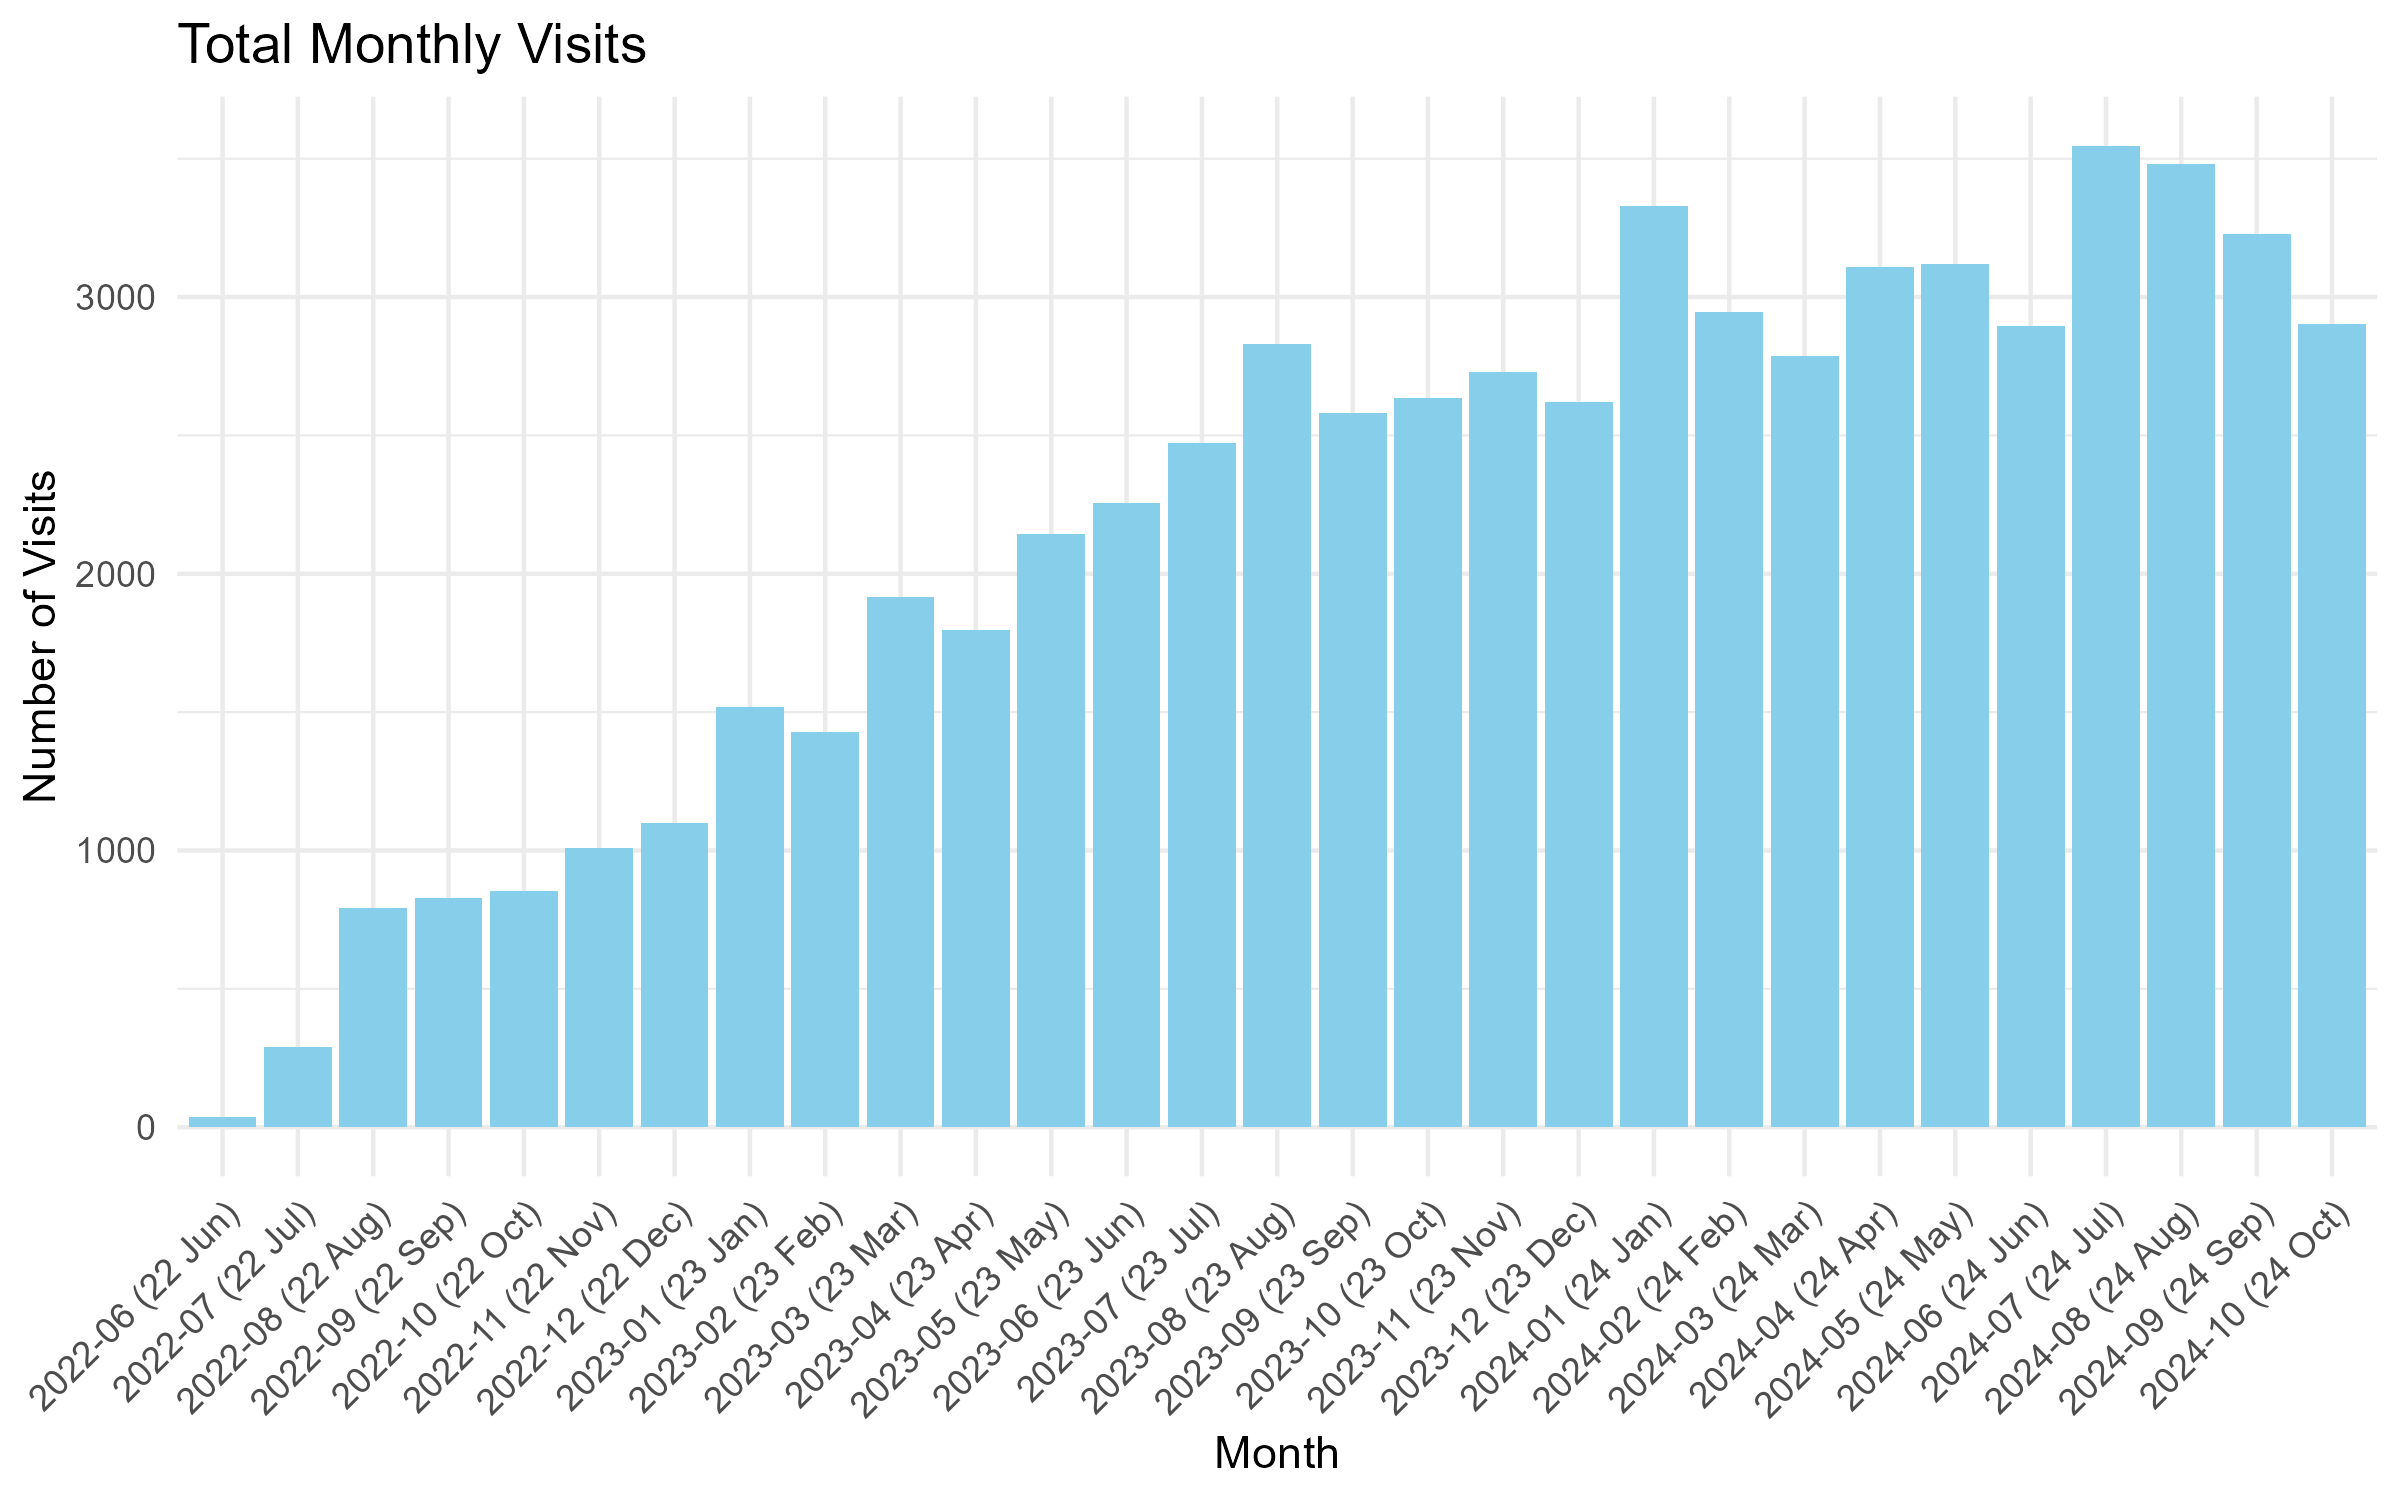 Total Monthly Visits
Number of Visits
3000
2000
1000
0
2022-06 (22 Jun)
2022-07 (22 Jul)
2022-08 (22 Aug)
2022-09 (22 Sep)
2022-10 (22 Oct)
2022-11 (22 Nov)
2022-12 (22 Dec)
2023-01 (23 Jan)
2023-02 (23 Feb)
2023-03 (23 Mar)
2023-04 (23 Apr)
2023-05 (23 May)
2023-06 (23 Jun)
2023-07 (23 Jul)
2023-08 (23 Aug)
2023-09 (23 Sep)
2023-10 (23 Oct)
2023-11 (23 Nov)
2023-12 (23 Dec)
2024-01 (24 Jan)
2024-02 (24 Feb)
2024-03 (24 Mar)
2024-04 (24 Apr)
2024-05 (24 May)
2024-06 (24 Jun)
2024-07 (24 Jul)
2024-08 (24 Aug)
2024-09 (24 Sep)
2024-10 (24 Oct)
Month